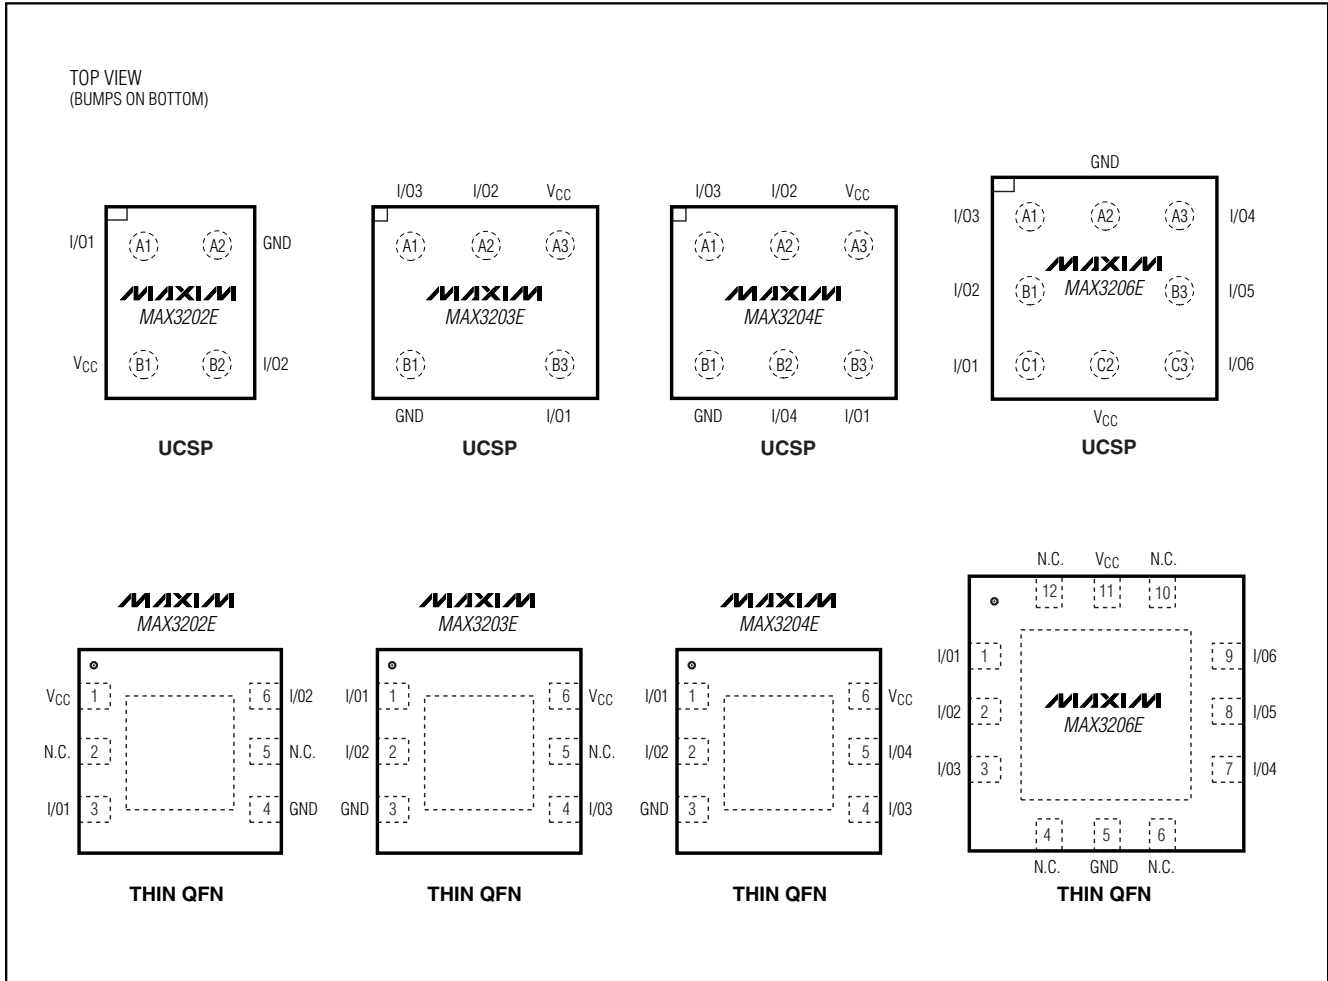 TOP VIEW
(BUMPS ON BOTTOM)
I/O3 I/O2 VCC
I/O1 A1 A2 GND
MAXIM
MAX3202E
VCC B1 B2 I/O2
UCSP
A1 A2 A3
MAXIM
MAX3203E
B1 B3
GND I/O1
UCSP
I/O3 I/O2 VCC
A1 A2 A3
MAXIM
MAX3204E
B1 B2 B3
GND I/O4 I/O1
UCSP
GND
I/O3 A1 A2 A3 I/O4
MAXIM
I/O2 B1 MAX3206E B3 I/O5
I/O1 C1 C2 C3 I/O6
VCC
UCSP
MAXIM
MAX3202E
VCC 1 6 I/O2
N.C. 2 5 N.C.
I/O1 3 4 GND
THIN QFN
MAXIM
MAX3203E
I/O1 1 6 VCC
I/O2 2 5 N.C.
GND 3 4 I/O3
THIN QFN
MAXIM
MAX3204E
I/O1 1 6 VCC
I/O2 2 5 I/O4
GND 3 4 I/O3
THIN QFN
N.C. VCC N.C.
12 11 10
I/O1 1 9 I/O6
MAXIM
I/O2 2 8 I/O5
MAX3206E
I/O3 3 7 I/O4
4 5 6
N.C. GND N.C.
THIN QFN